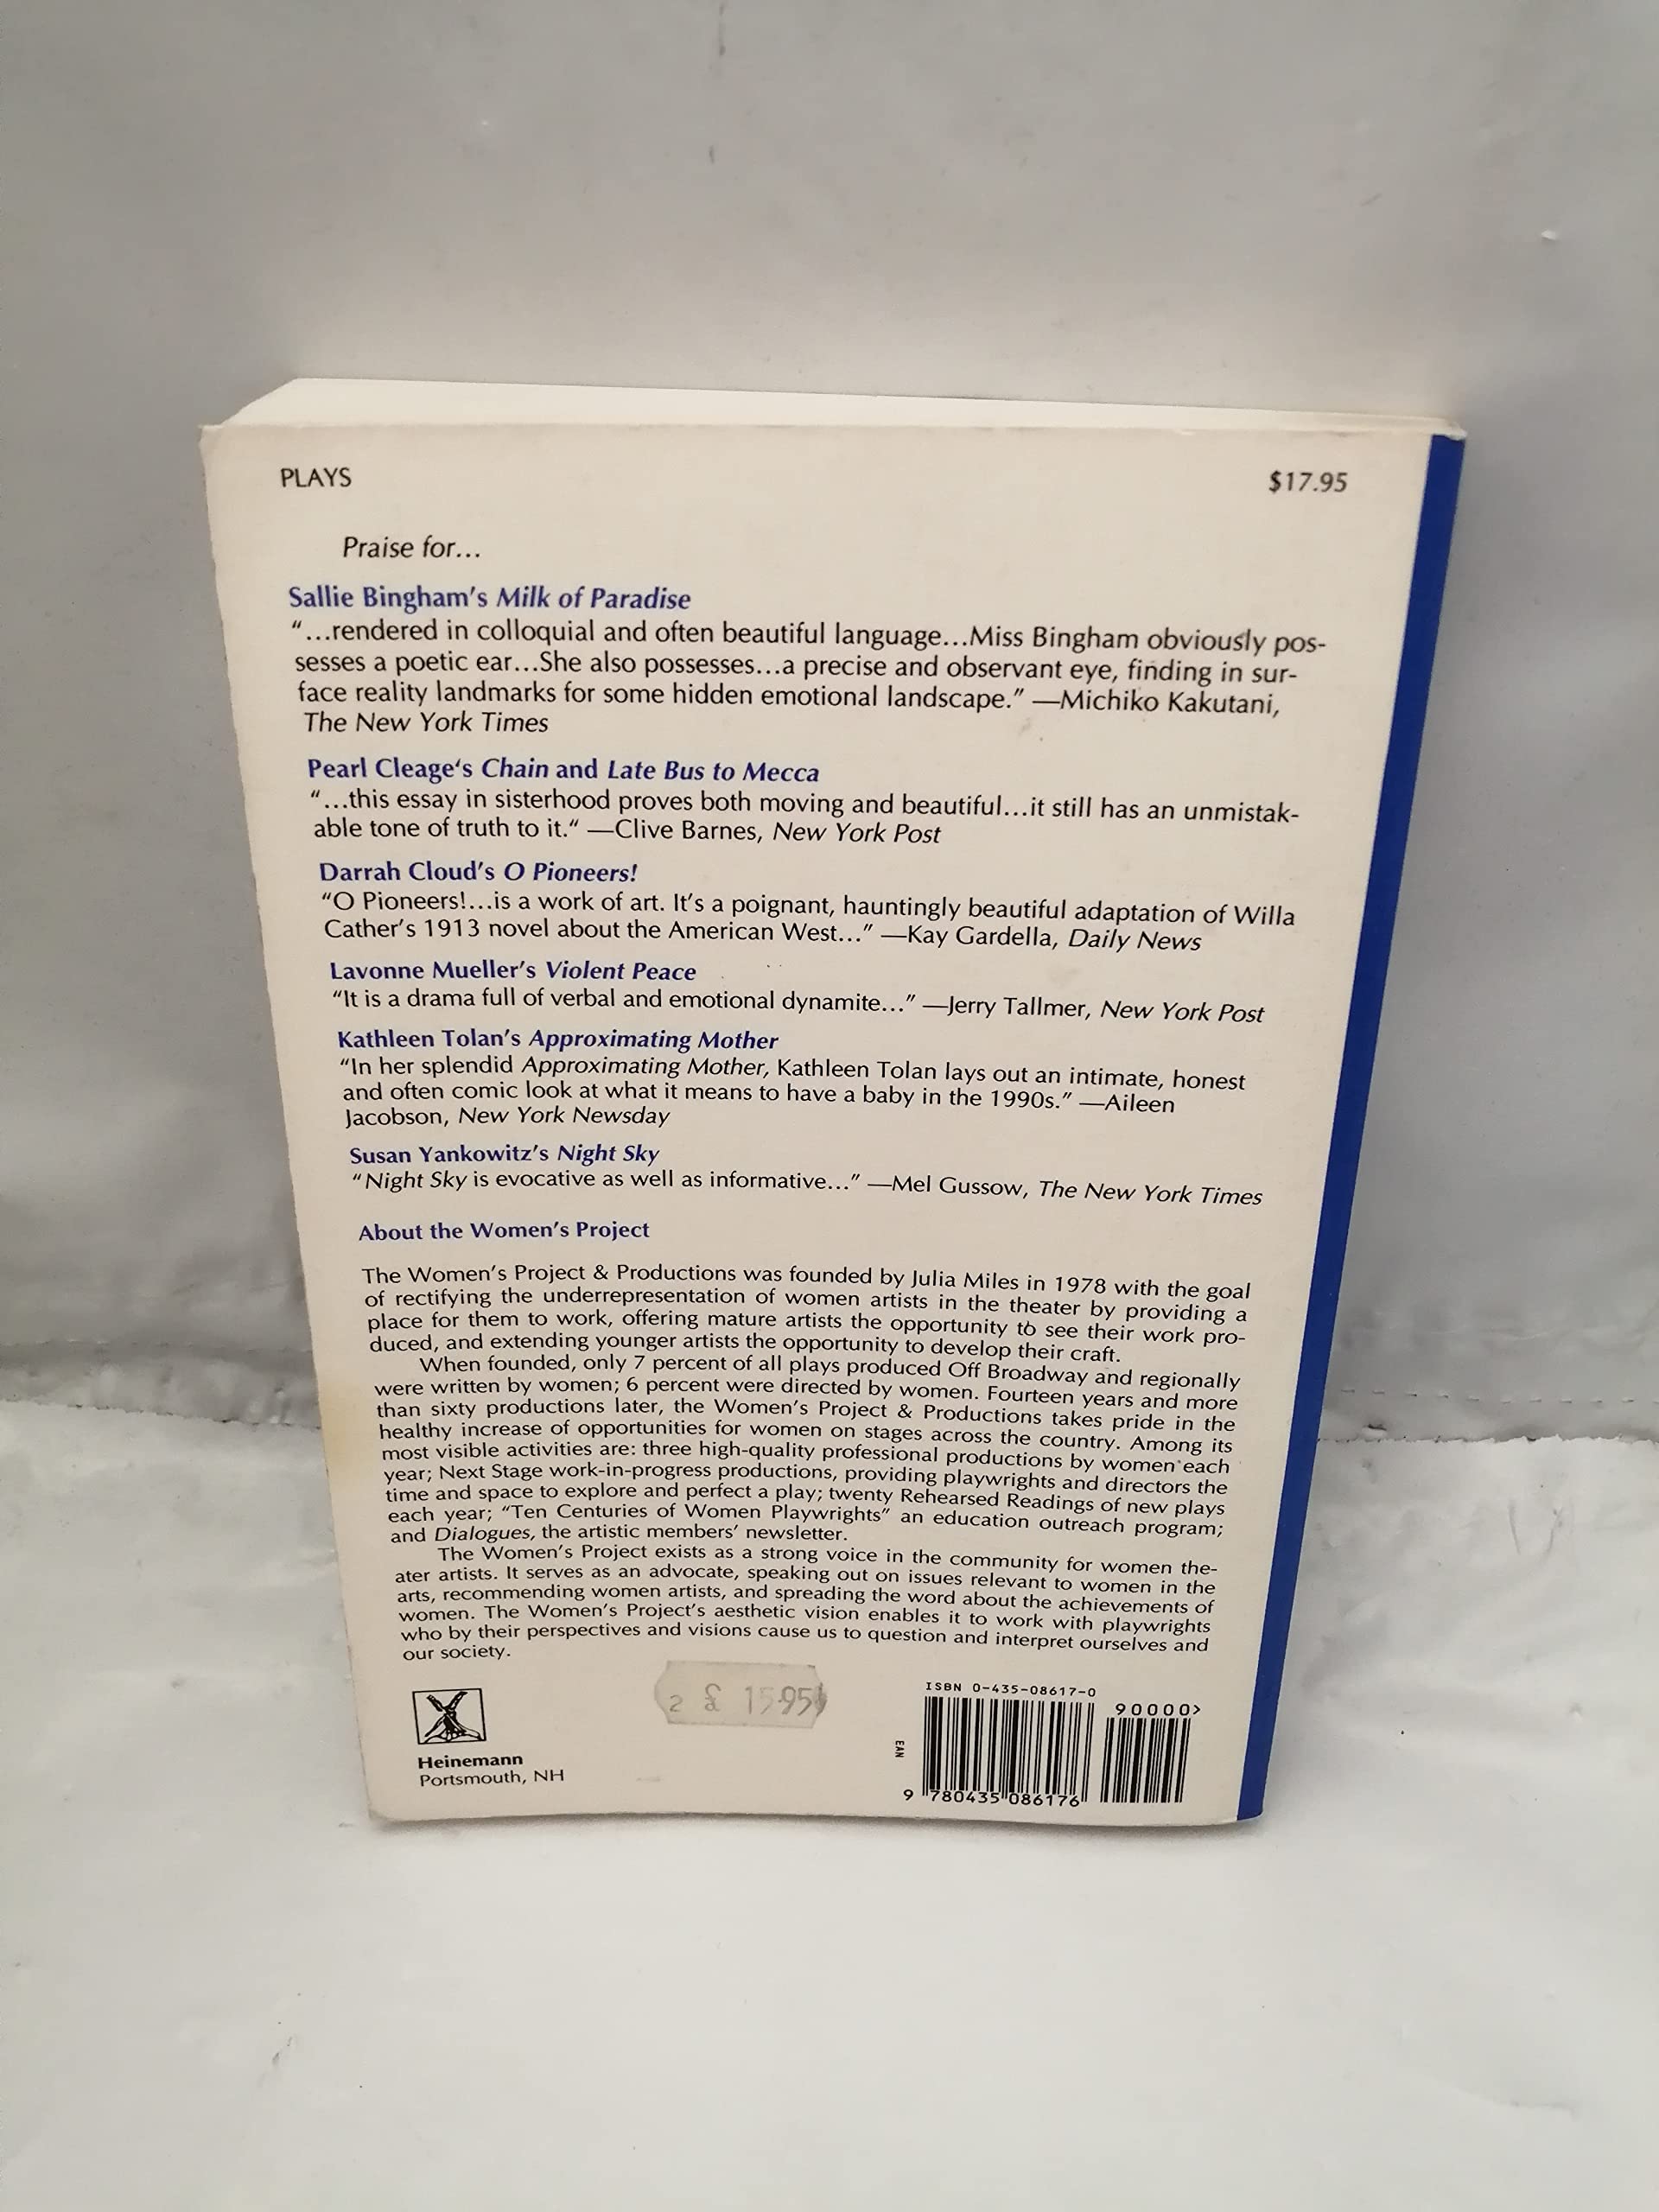 PLAYS
$17.95
Praise for...
Sallie Bingham's Milk of Paradise
"...rendered in colloquial and often beautiful language...Miss Bingham obviously pos-
sesses a poetic ear...She also possesses...a precise and observant eye, finding in sur-
face reality landmarks for some hidden emotional landscape." —Michiko Kakutani,
The New York Times
Pearl Cleage's Chain and Late Bus to Mecca
"...this essay in sisterhood proves both moving and beautiful...it still has an unmistak-
able tone of truth to it." —Clive Barnes, New York Post
Darrah Cloud's O Pioneers!
"O Pioneers!...is a work of art. It's a poignant, hauntingly beautiful adaptation of Willa
Cather's 1913 novel about the American West..." —Kay Gardella, Daily News
Lavonne Mueller's Violent Peace
"It is a drama full of verbal and emotional dynamite..." —Jerry Tallmer, New York Post
Kathleen Tolan's Approximating Mother
"In her splendid Approximating Mother, Kathleen Tolan lays out an intimate, honest
and often comic look at what it means to have a baby in the 1990s." —Aileen
Jacobson, New York Newsday
Susan Yankowitz's Night Sky
"Night Sky is evocative as well as informative..." —Mel Gussow, The New York Times
About the Women's Project
The Women's Project & Productions was founded by Julia Miles in 1978 with the goal
of rectifying the underrepresentation of women artists in the theater by providing a
place for them to work, offering mature artists the opportunity to see their work pro-
duced, and extending younger artists the opportunity to develop their craft.
When founded, only 7 percent of all plays produced Off Broadway and regionally
were written by women; 6 percent were directed by women. Fourteen years and more
than sixty productions later, the Women's Project & Productions takes pride in the
healthy increase of opportunities for women on stages across the country. Among its
most visible activities are: three high-quality professional productions by women each
year; Next Stage work-in-progress productions, providing playwrights and directors the
time and space to explore and perfect a play; twenty Rehearsed Readings of new plays
each year; "Ten Centuries of Women Playwrights" an education outreach program;
and Dialogues, the artistic members' newsletter.
The Women's Project exists as a strong voice in the community for women the-
ater artists. It serves as an advocate, speaking out on issues relevant to women in the
arts, recommending women artists, and spreading the word about the achievements of
women. The Women's Project's aesthetic vision enables it to work with playwrights
who by their perspectives and visions cause us to question and interpret ourselves and
our society.
2 £ 15.95
Heinemann
Portsmouth, NH
ISBN 0-435-08617-0
90000>
EAN
9 780435 086176